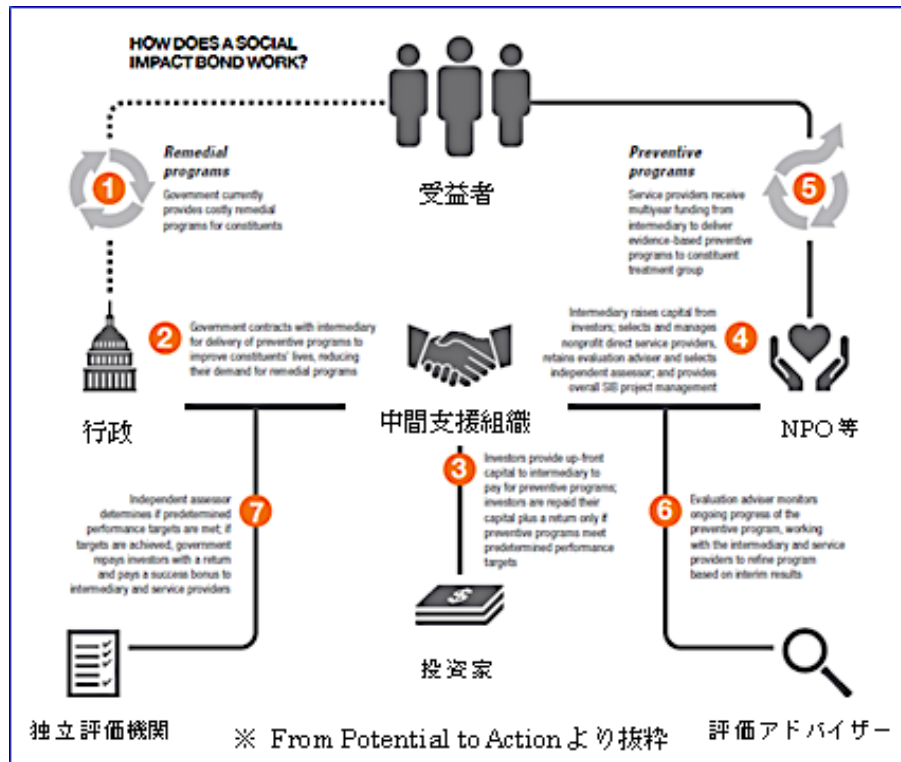 HOW DOES A SOCIAL
IMPACT BOND WORK?
受益者
1
Remedial
programs
Government currently
provides costly remedial
programs for constituents
Preventive
programs
Service providers receive
multiyear funding from
intermediary to deliver
evidence-based preventive
programs to constituent
treatment group
5
2
Government contracts with intermediary
for delivery of preventive programs to
improve constituents' lives, reducing
their demand for remedial programs
Intermediary raises capital from
investors; selects and manages
nonprofit direct service providers,
retains evaluation adviser and selects
independent assessor; and provides
overall SIB project management
4
行政
中間支援組織
NPO等
Independent assessor
determines if predetermined
performance targets are met; if
targets are achieved, government
repays investors with a return
and pays a success bonus to
intermediary and service providers
7
3
Investors provide up-front
capital to intermediary to
pay for preventive programs;
investors are repaid their
capital plus a return only if
preventive programs meet
predetermined performance
targets
6
Evaluation adviser monitors
ongoing progress of the
preventive program, working
with the intermediary and service
providers to refine program
based on interim results
$
投資家
独立評価機関
※ From Potential to Actionより抜粋
評価アドバイザー